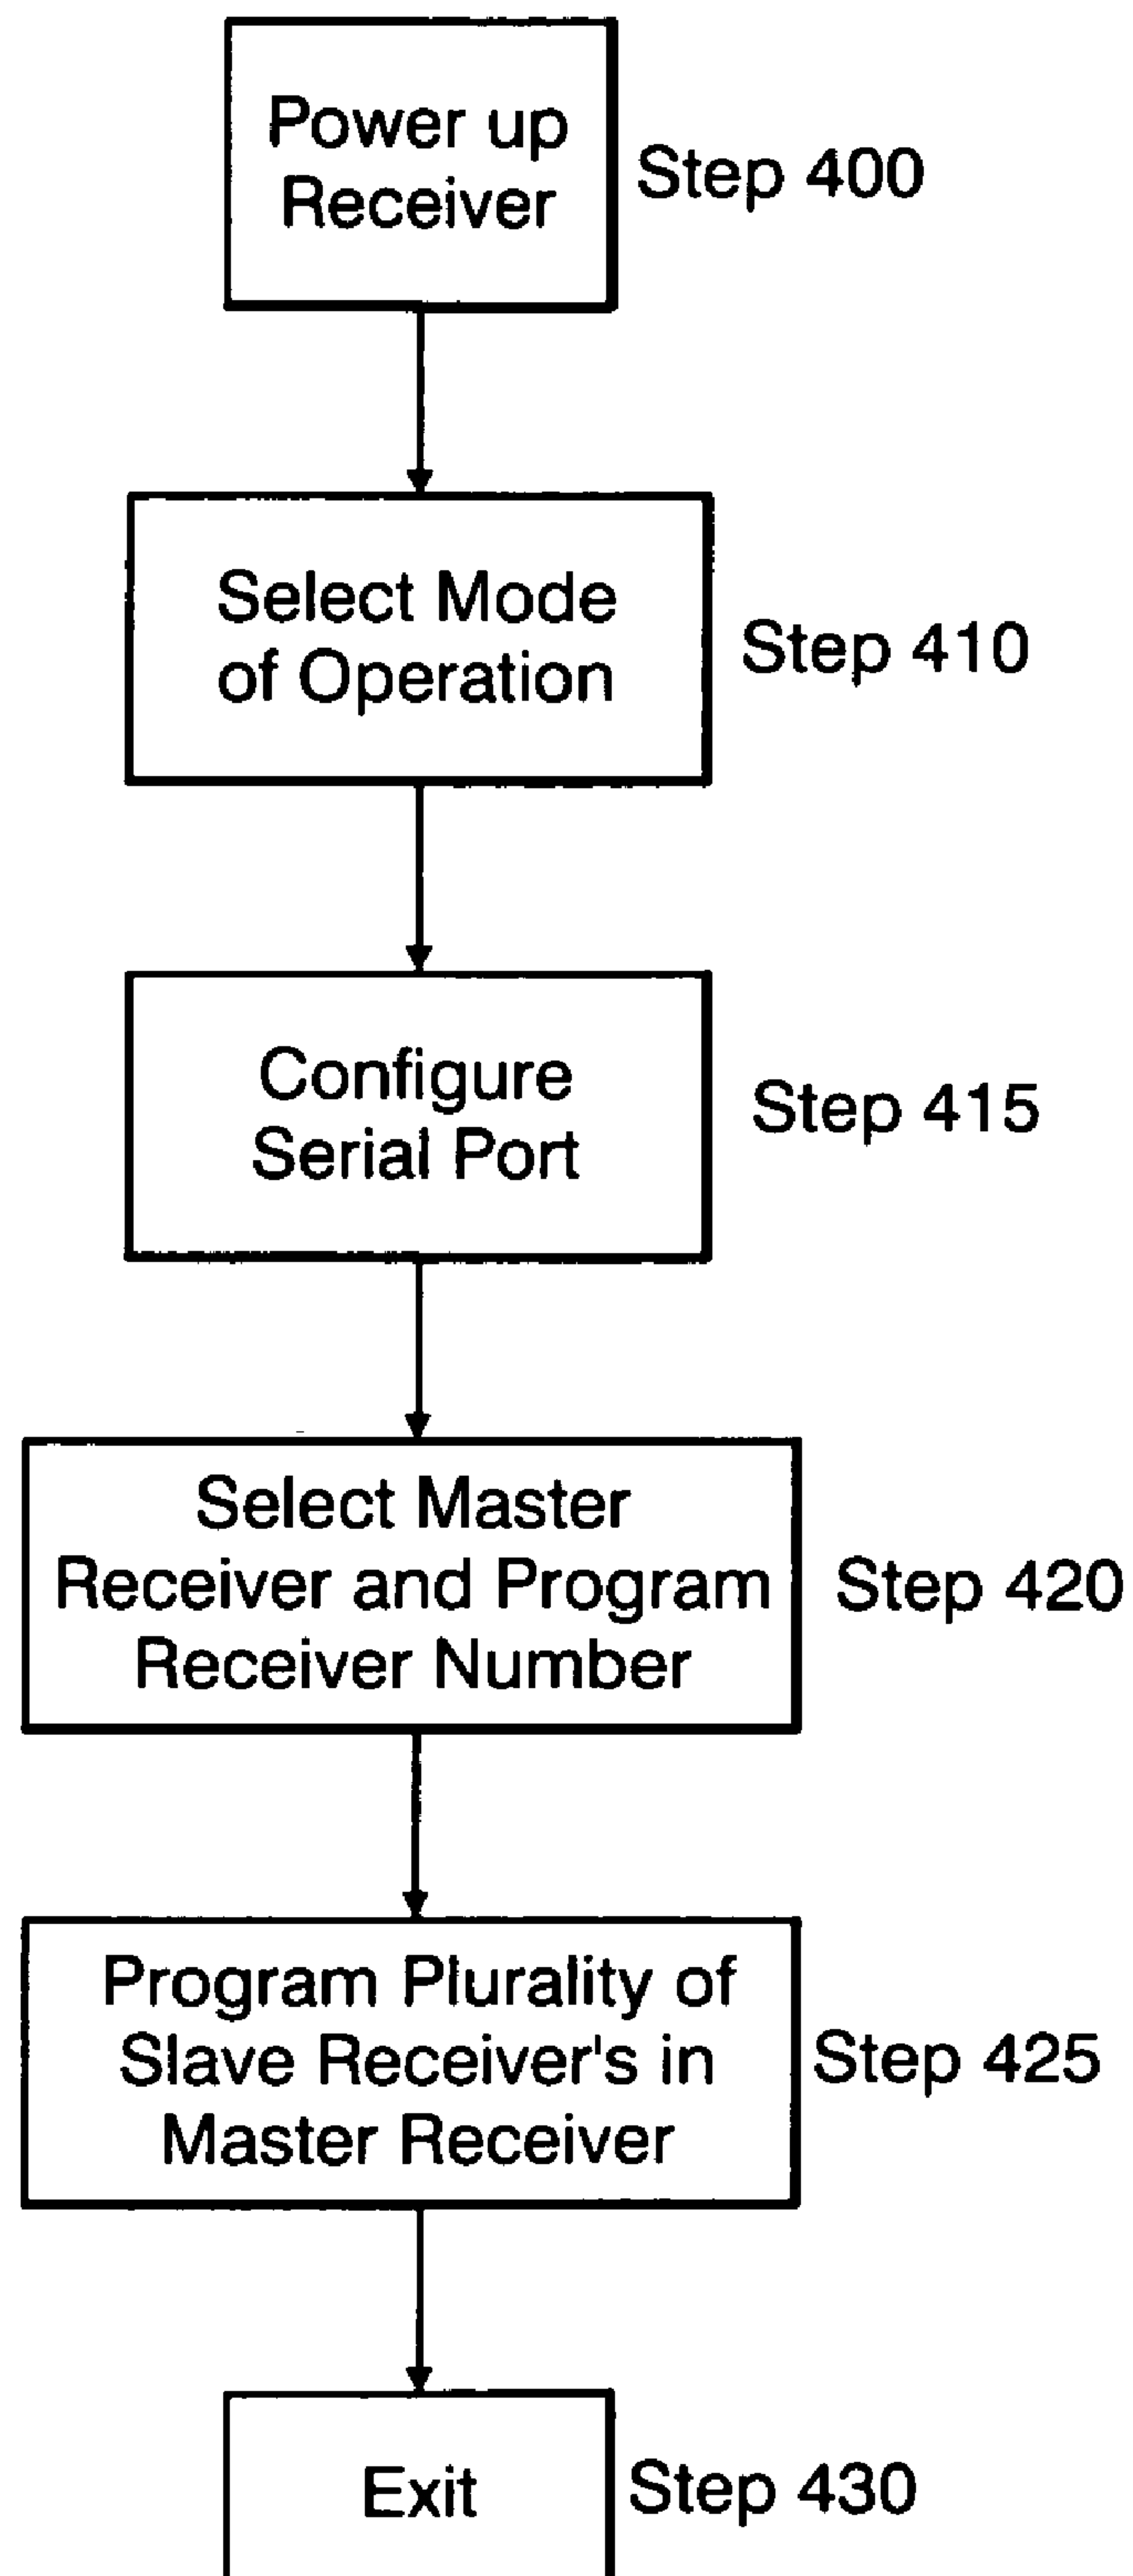 Power up
Receiver
Step 400
Select Mode
of Operation
Step 410
Configure
Serial Port
Step 415
Select Master
Receiver and Program
Receiver Number
Step 420
Program Plurality of
Slave Receiver's in
Master Receiver
Step 425
Exit
Step 430